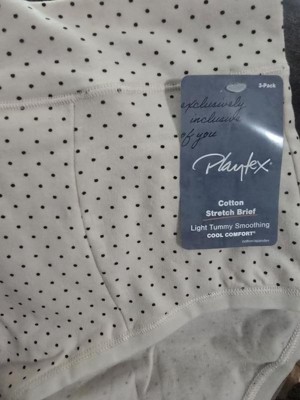 3-Pack
exclusively
inclusive
of you
Playtex
Cotton
Stretch Brief
Light Tummy Smoothing
COOL COMFORT